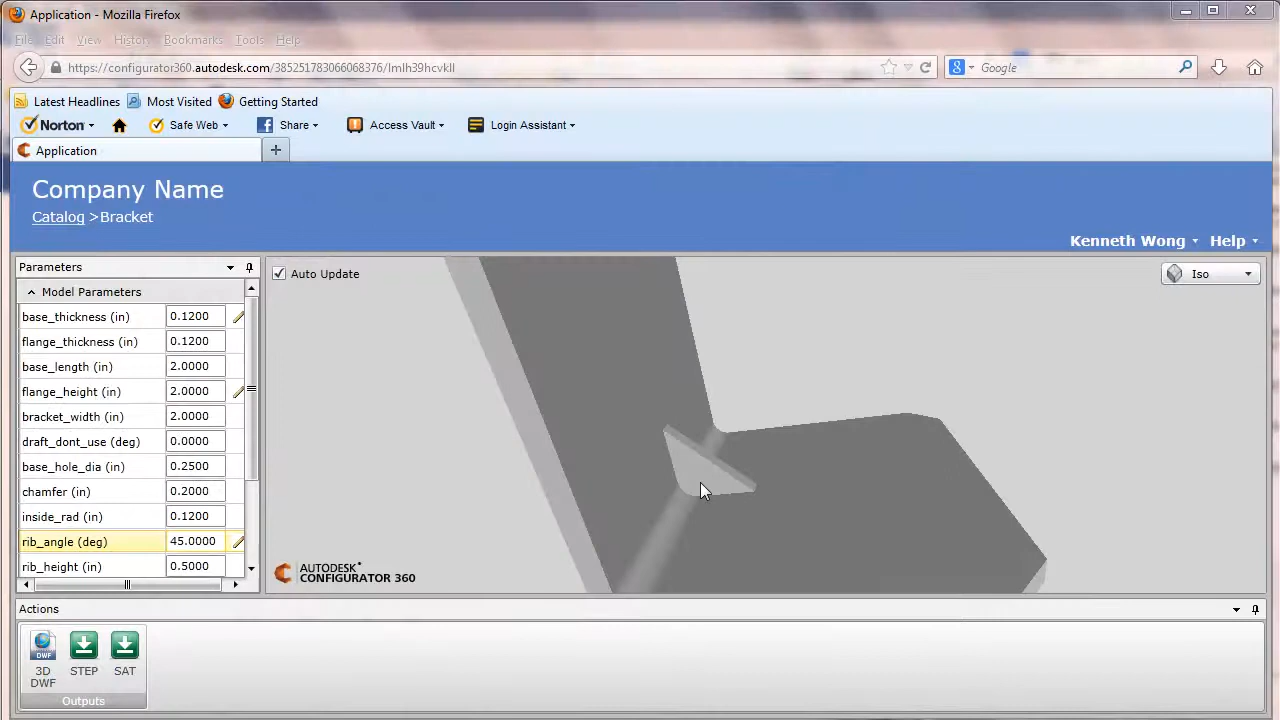 Application - Mozilla Firefox
File Edit View History Bookmarks Tools Help
https://configurator360.autodesk.com/385251783066068376/lmlh39hcvkll
Google
Latest Headlines Most Visited Getting Started
Norton Safe Web Share Access Vault Login Assistant
Application
Company Name
Catalog >Bracket
Kenneth Wong Help
Parameters
Auto Update
Iso
Model Parameters
base_thickness (in) 0.1200
flange_thickness (in) 0.1200
base_length (in) 2.0000
flange_height (in) 2.0000
bracket_width (in) 2.0000
draft_dont_use (deg) 0.0000
base_hole_dia (in) 0.2500
chamfer (in) 0.2000
inside_rad (in) 0.1200
rib_angle (deg) 45.0000
rib_height (in) 0.5000
AUTODESK®
CONFIGURATOR 360
Actions
DWF
3D DWF
STEP
SAT
Outputs